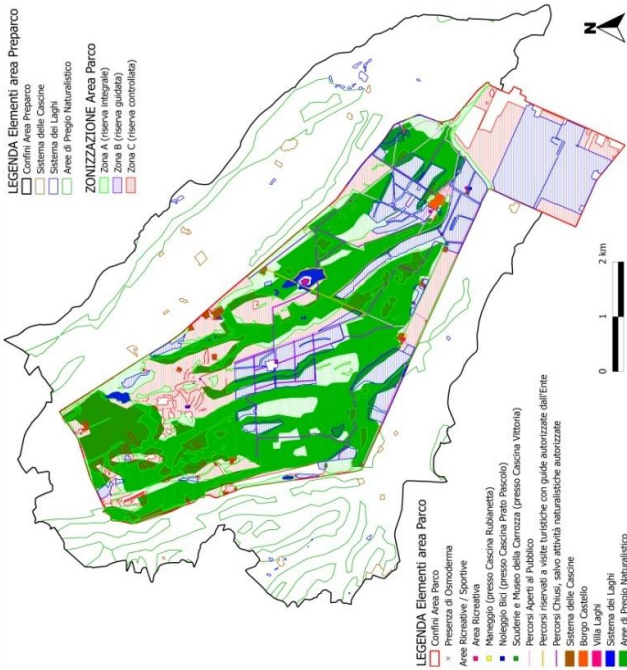 LEGENDA Elementi area Preparco
Confini Area Preparco
Sistema delle Cascine
Sistema dei Laghi
Aree di Pregio Naturalistico
ZONIZZAZIONE Area Parco
Zona A (riserva integrale)
Zona B (riserva guidata)
Zona C (riserva controllata)
N
0 1 2 km
LEGENDA Elementi area Parco
Confini Area Parco
Presenza di Osmoderma
Aree Ricreative / Sportive
Area Ricreativa
Maneggio (presso Cascina Rubianetta)
Noleggio Bici (presso Cascina Prato Pascolo)
Scuderie e Museo della Carrozza (presso Cascina Vittoria)
Percorsi Aperti al Pubblico
Percorsi riservati a visite turistiche con guide autorizzate dall'Ente
Percorsi Chiusi, salvo attività naturalistiche autorizzate
Sistema delle Cascine
Borgo Castello
Villa Laghi
Sistema dei Laghi
Aree di Pregio Naturalistico